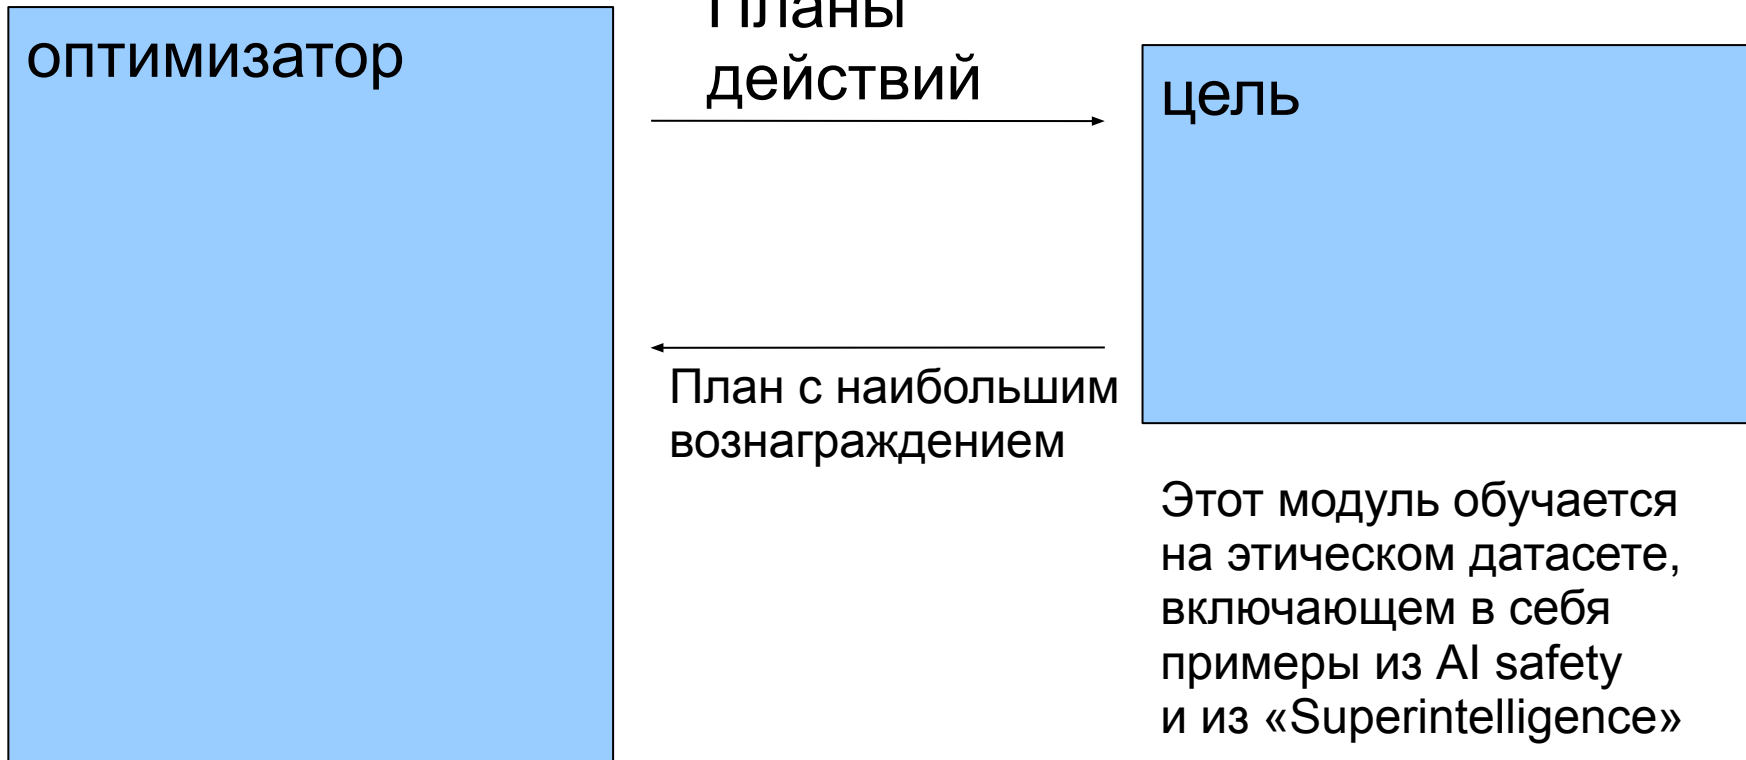 оптимизатор
Планы
действий
цель
План с наибольшим
вознаграждением
Этот модуль обучается
на этическом датасете,
включающем в себя
примеры из AI safety
и из «Superintelligence»